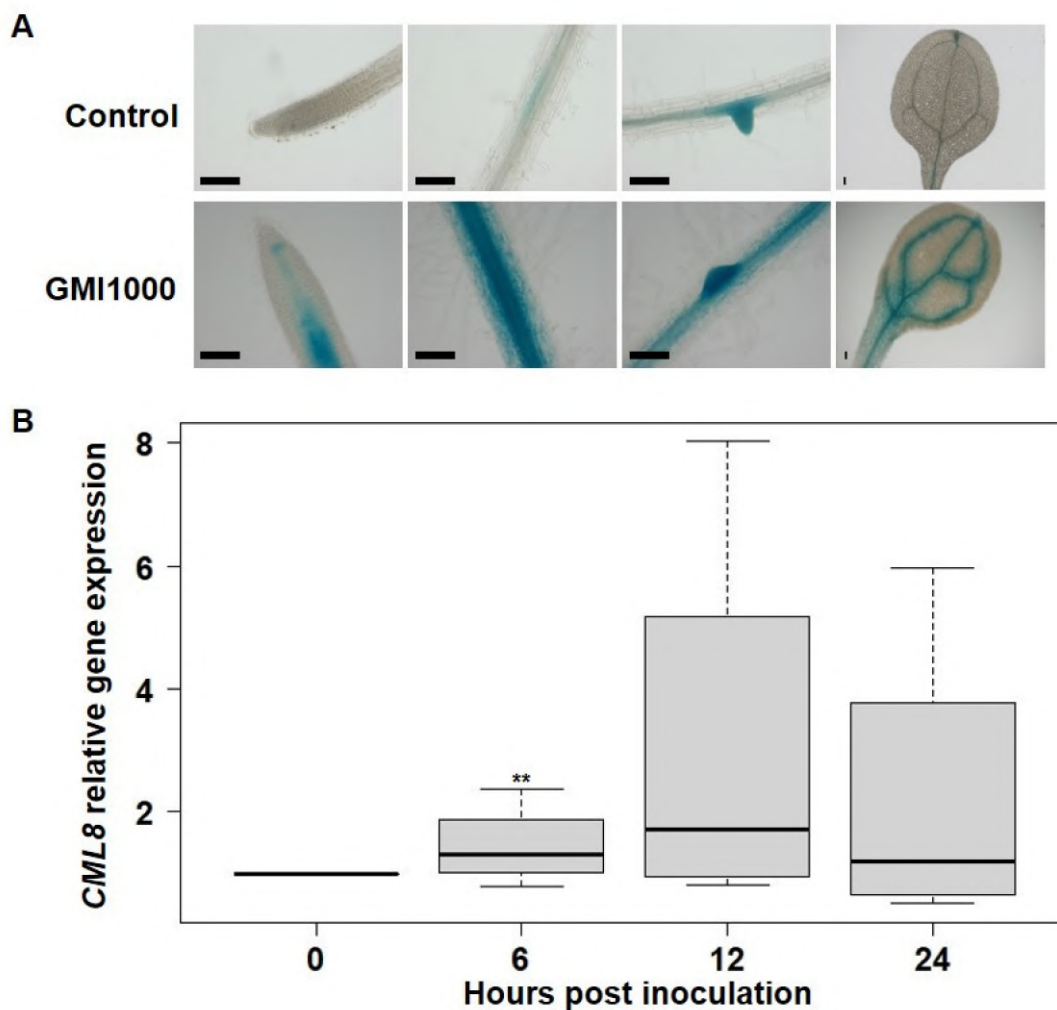 A
Control
GMI1000
B
CML8 relative gene expression
8
6
4
2
**
0 6 12 24
Hours post inoculation